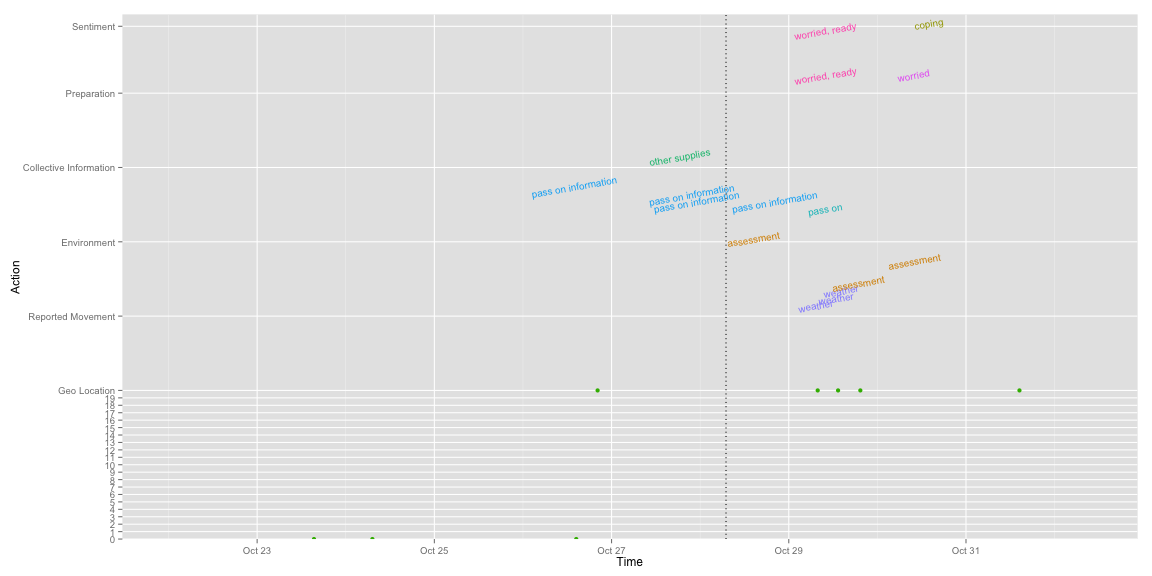 Sentiment
coping
worried, ready
worried, ready
worried
Preparation
other supplies
Collective Information
pass on information
pass on information
pass on information
pass on information
pass on
Environment
assessment
assessment
assessment
weather
weather
weather
Reported Movement
Action
Geo Location
19
18
17
16
15
14
13
12
11
10
9
8
7
6
5
4
3
2
1
0
Oct 23
Oct 25
Oct 27
Oct 29
Oct 31
Time